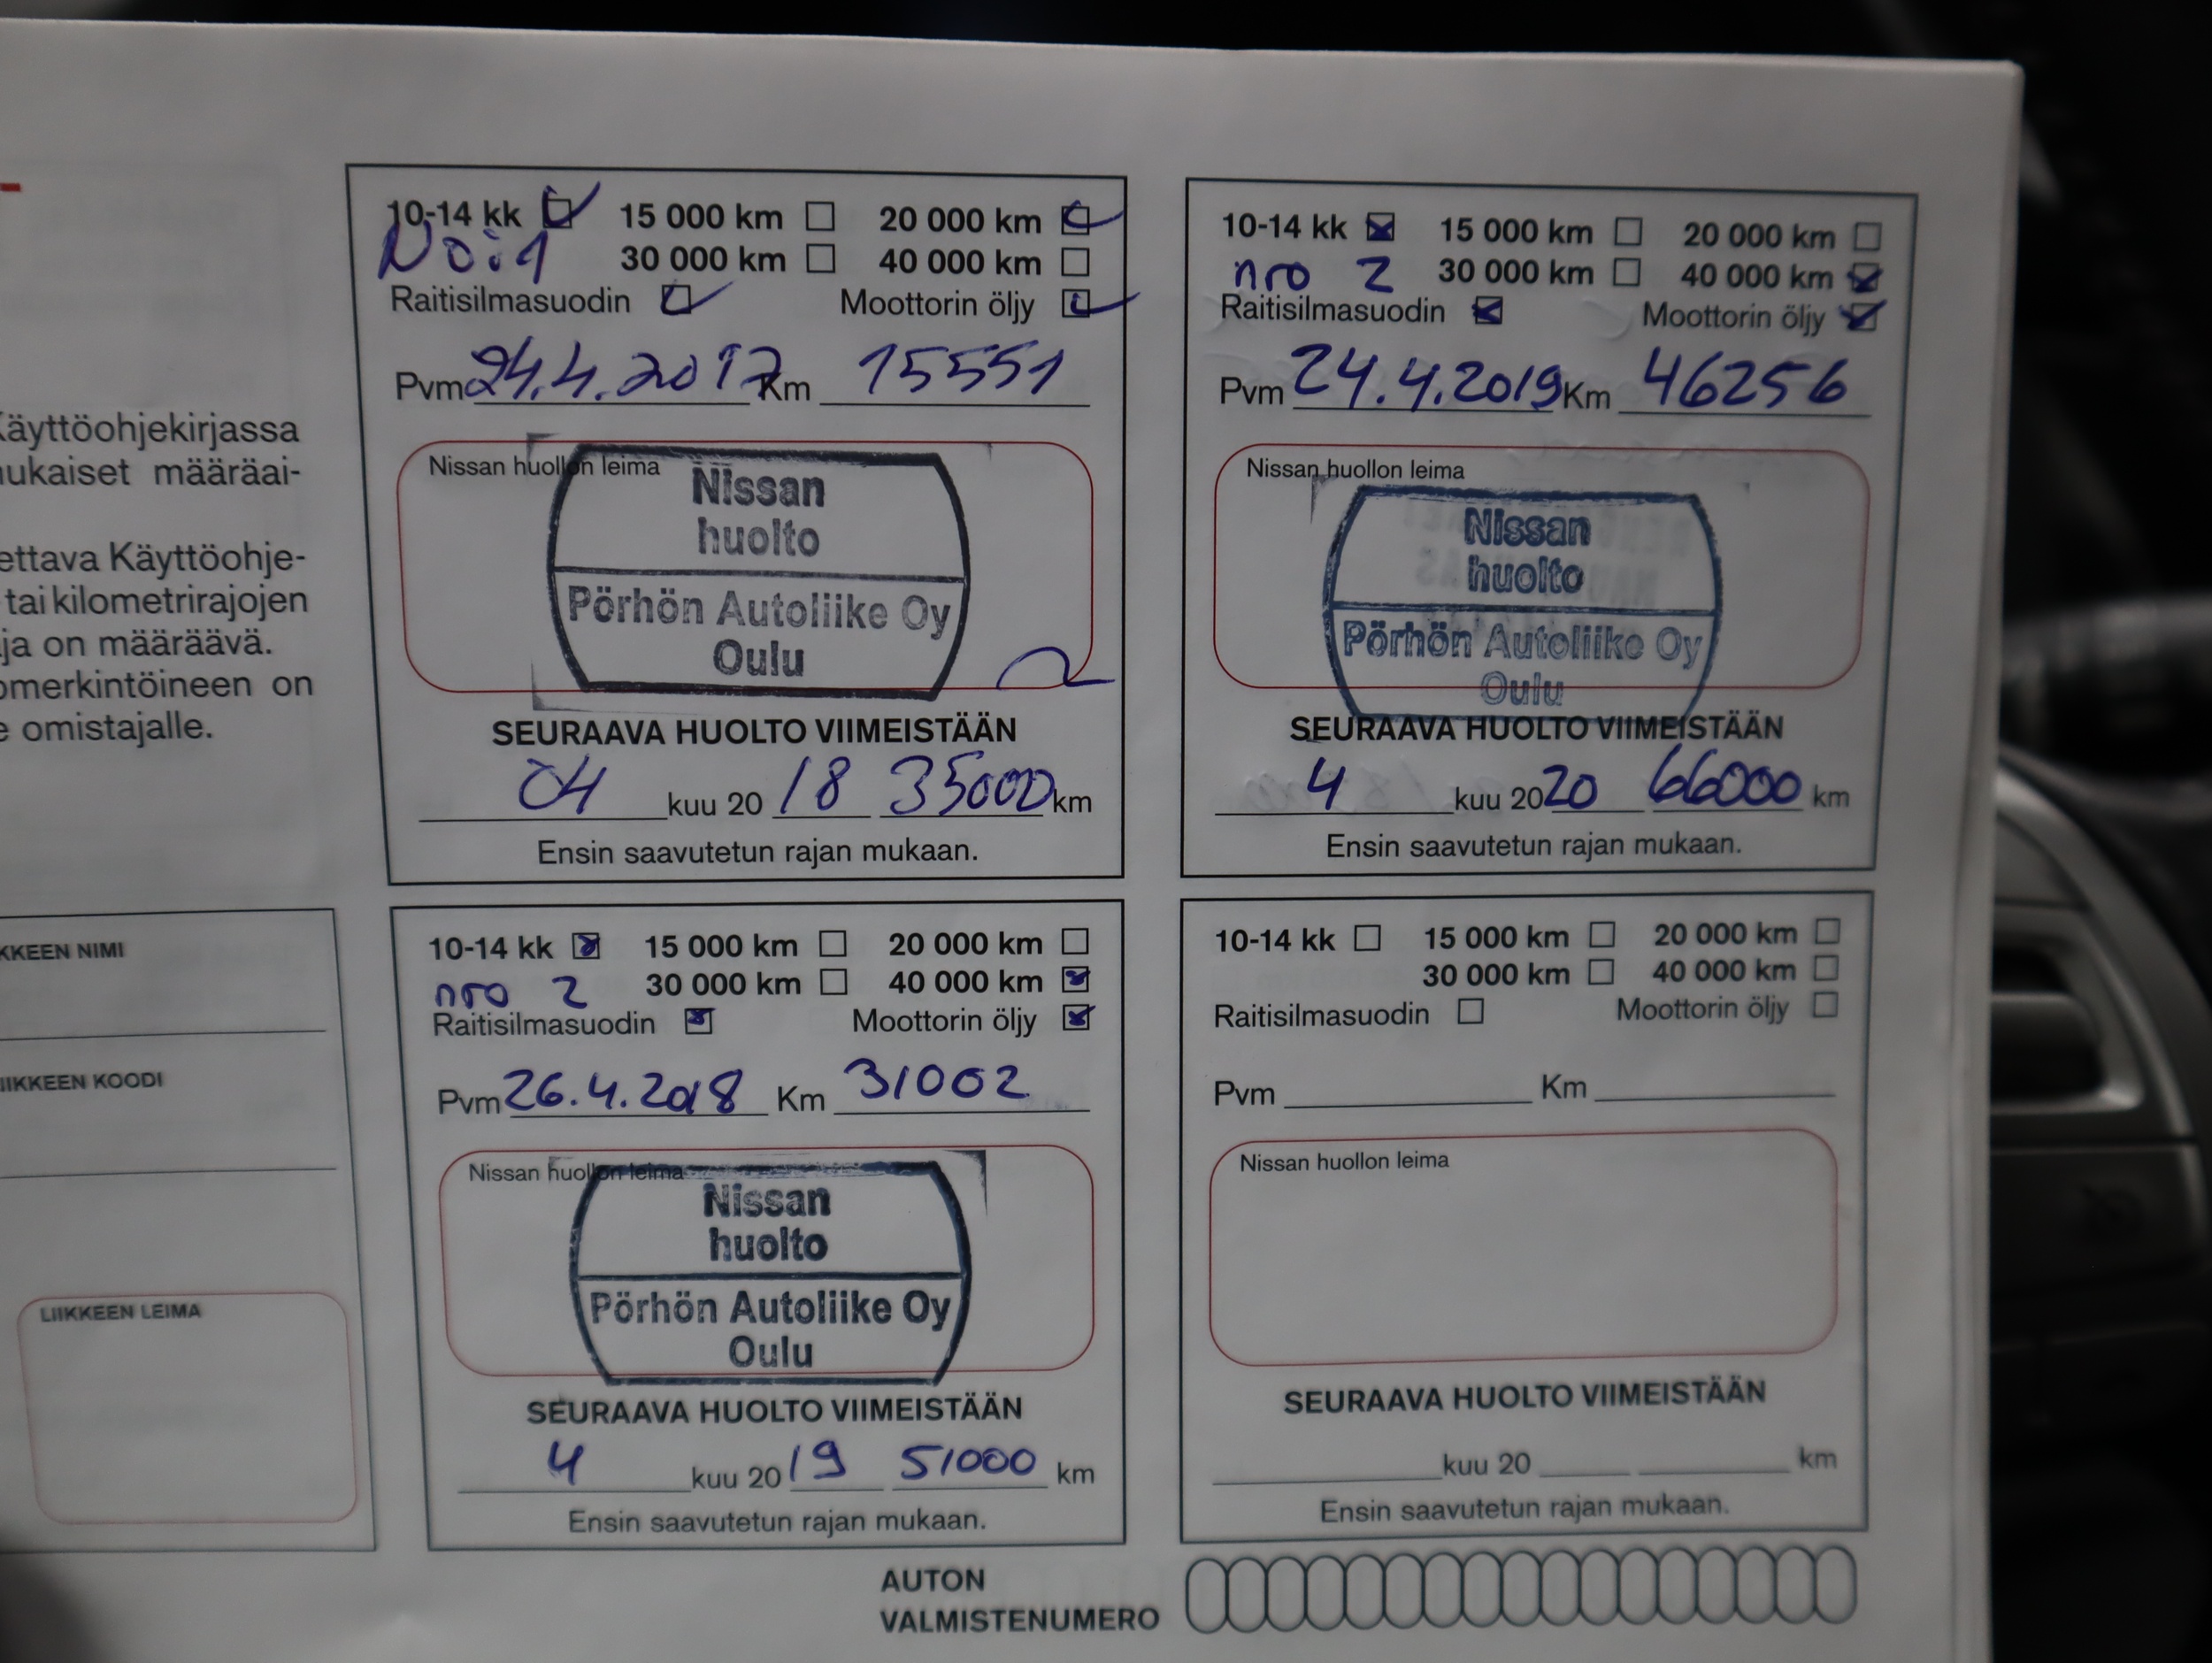 Käyttöohjekirjassa
mukaiset määräai-
ettava Käyttöohje-
tai kilometrirajojen
ja on määräävä.
omerkintöineen on
e omistajalle.
KKEEN NIMI
IIKKEEN KOODI
LIIKKEEN LEIMA
10-14 kk 15 000 km 20 000 km
No:1 30 000 km 40 000 km
Raitisilmasuodin Moottorin öljy
Pvm 24.4.2017 Km 15551
Nissan huollon leima
Nissan
huolto
Pörhön Autoliike Oy
Oulu
SEURAAVA HUOLTO VIIMEISTÄÄN
04 kuu 20 18 35000 km
Ensin saavutetun rajan mukaan.
10-14 kk 15 000 km 20 000 km
nro 2 30 000 km 40 000 km
Raitisilmasuodin Moottorin öljy
Pvm 24.4.2019 Km 46256
Nissan huollon leima
Nissan
huolto
Pörhön Autoliike Oy
Oulu
SEURAAVA HUOLTO VIIMEISTÄÄN
4 kuu 20 20 66000 km
Ensin saavutetun rajan mukaan.
10-14 kk 15 000 km 20 000 km
nro 2 30 000 km 40 000 km
Raitisilmasuodin Moottorin öljy
Pvm 26.4.2018 Km 31002
Nissan huollon leima
Nissan
huolto
Pörhön Autoliike Oy
Oulu
SEURAAVA HUOLTO VIIMEISTÄÄN
4 kuu 20 19 51000 km
Ensin saavutetun rajan mukaan.
10-14 kk 15 000 km 20 000 km
30 000 km 40 000 km
Raitisilmasuodin Moottorin öljy
Pvm Km
Nissan huollon leima
SEURAAVA HUOLTO VIIMEISTÄÄN
kuu 20 km
Ensin saavutetun rajan mukaan.
AUTON
VALMISTENUMERO